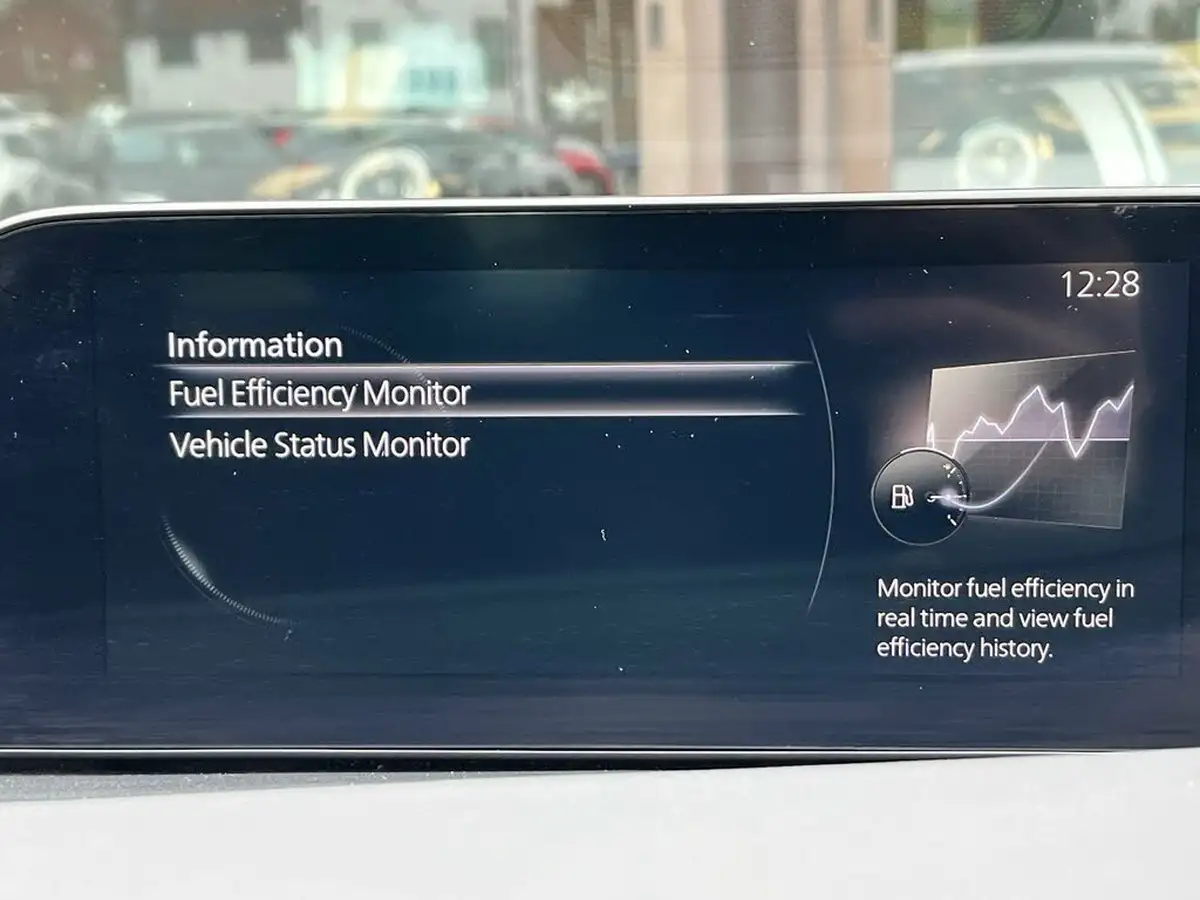 12:28
Information
Fuel Efficiency Monitor
Vehicle Status Monitor
Monitor fuel efficiency in
real time and view fuel
efficiency history.